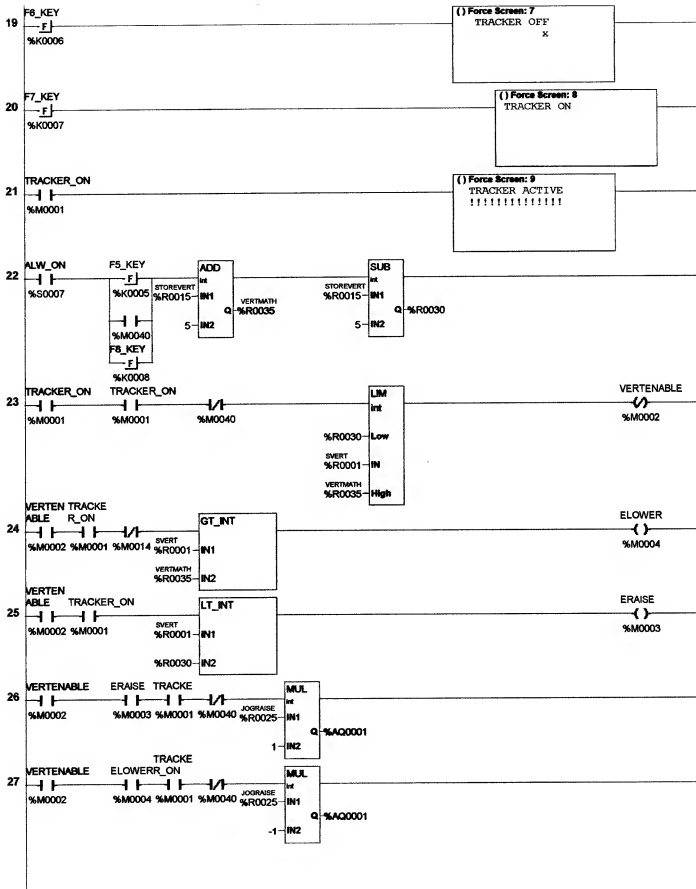 F6_KEY
19
F
%K0006
( ) Force Screen: 7
TRACKER OFF
x
F7_KEY
20
F
%K0007
( ) Force Screen: 8
TRACKER ON
TRACKER_ON
21
%M0001
( ) Force Screen: 9
TRACKER ACTIVE
!!!!!!!!!!!!!!
ALW_ON F5_KEY
22
F
%S0007 %K0005
%M0040
F8_KEY
F
%K0008
ADD
int
STOREVERT
%R0015 IN1
VERTMATH
Q %R0035
5 IN2
SUB
int
STOREVERT
%R0015 IN1
Q %R0030
5 IN2
TRACKER_ON TRACKER_ON
23
%M0001 %M0001 %M0040
LIM
int
%R0030 Low
SVERT
%R0001 IN
VERTMATH
%R0035 High
VERTENABLE
%M0002
VERTEN TRACKE
ABLE R_ON
24
%M0002 %M0001 %M0014
GT_INT
SVERT
%R0001 IN1
VERTMATH
%R0035 IN2
ELOWER
%M0004
VERTEN
ABLE TRACKER_ON
25
%M0002 %M0001
LT_INT
SVERT
%R0001 IN1
%R0030 IN2
ERAISE
%M0003
VERTENABLE ERAISE TRACKE
26
%M0002 %M0003 %M0001 %M0040
MUL
int
JOGRAISE
%R0025 IN1
Q %AQ0001
1 IN2
TRACKE
VERTENABLE ELOWERR_ON
27
%M0002 %M0004 %M0001 %M0040
MUL
int
JOGRAISE
%R0025 IN1
Q %AQ0001
-1 IN2